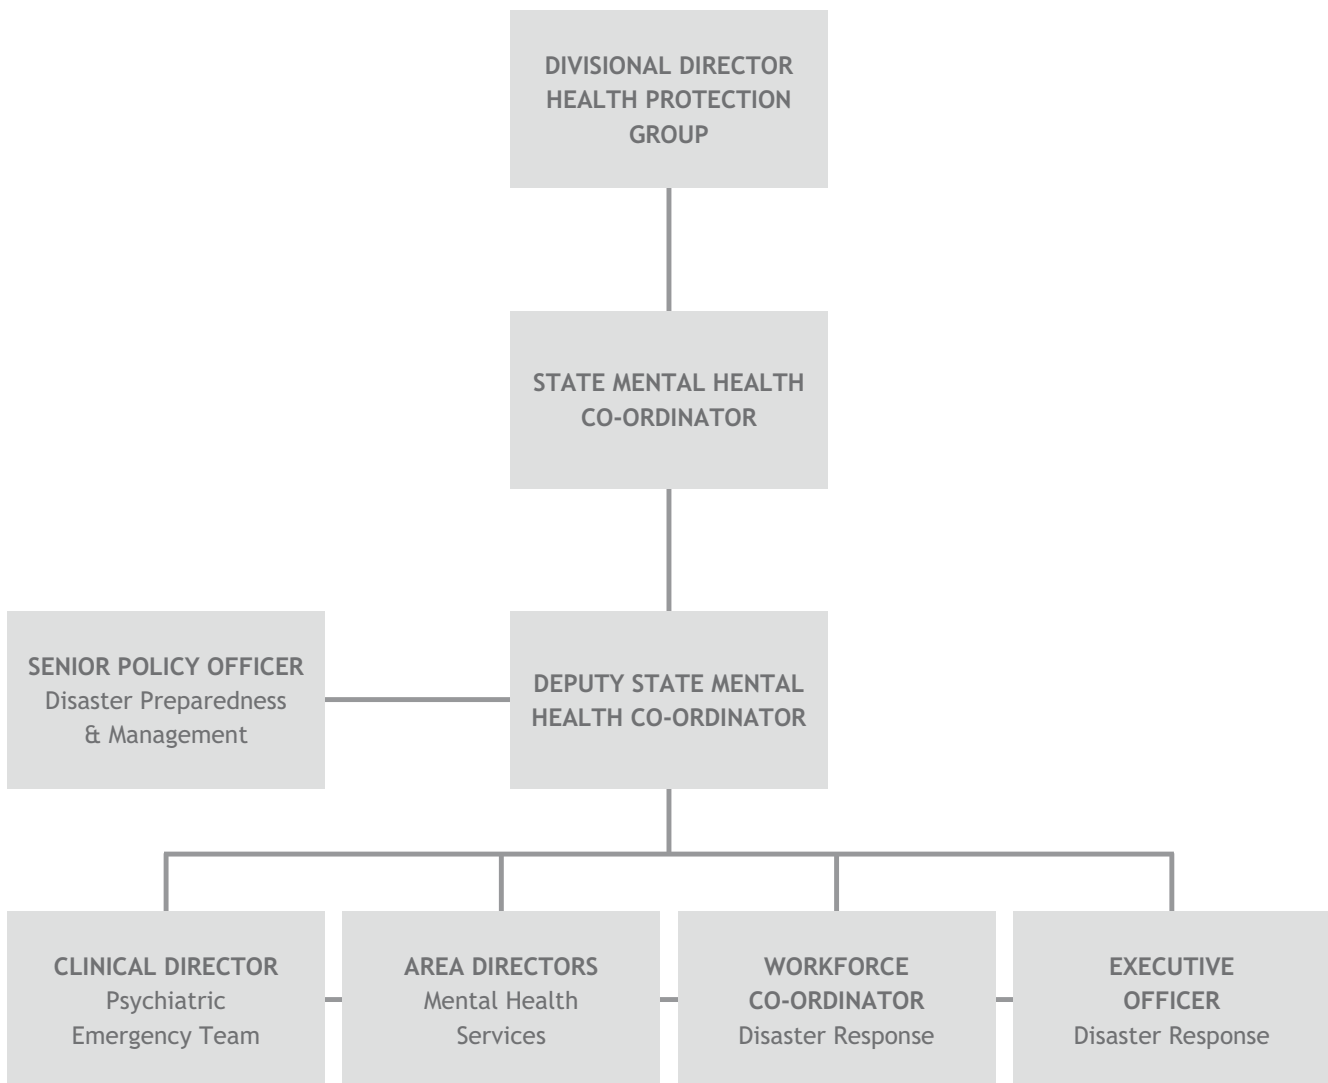 DIVISIONAL DIRECTOR
HEALTH PROTECTION
GROUP
STATE MENTAL HEALTH
CO-ORDINATOR
SENIOR POLICY OFFICER
Disaster Preparedness
& Management
DEPUTY STATE MENTAL
HEALTH CO-ORDINATOR
CLINICAL DIRECTOR
Psychiatric
Emergency Team
AREA DIRECTORS
Mental Health
Services
WORKFORCE
CO-ORDINATOR
Disaster Response
EXECUTIVE
OFFICER
Disaster Response